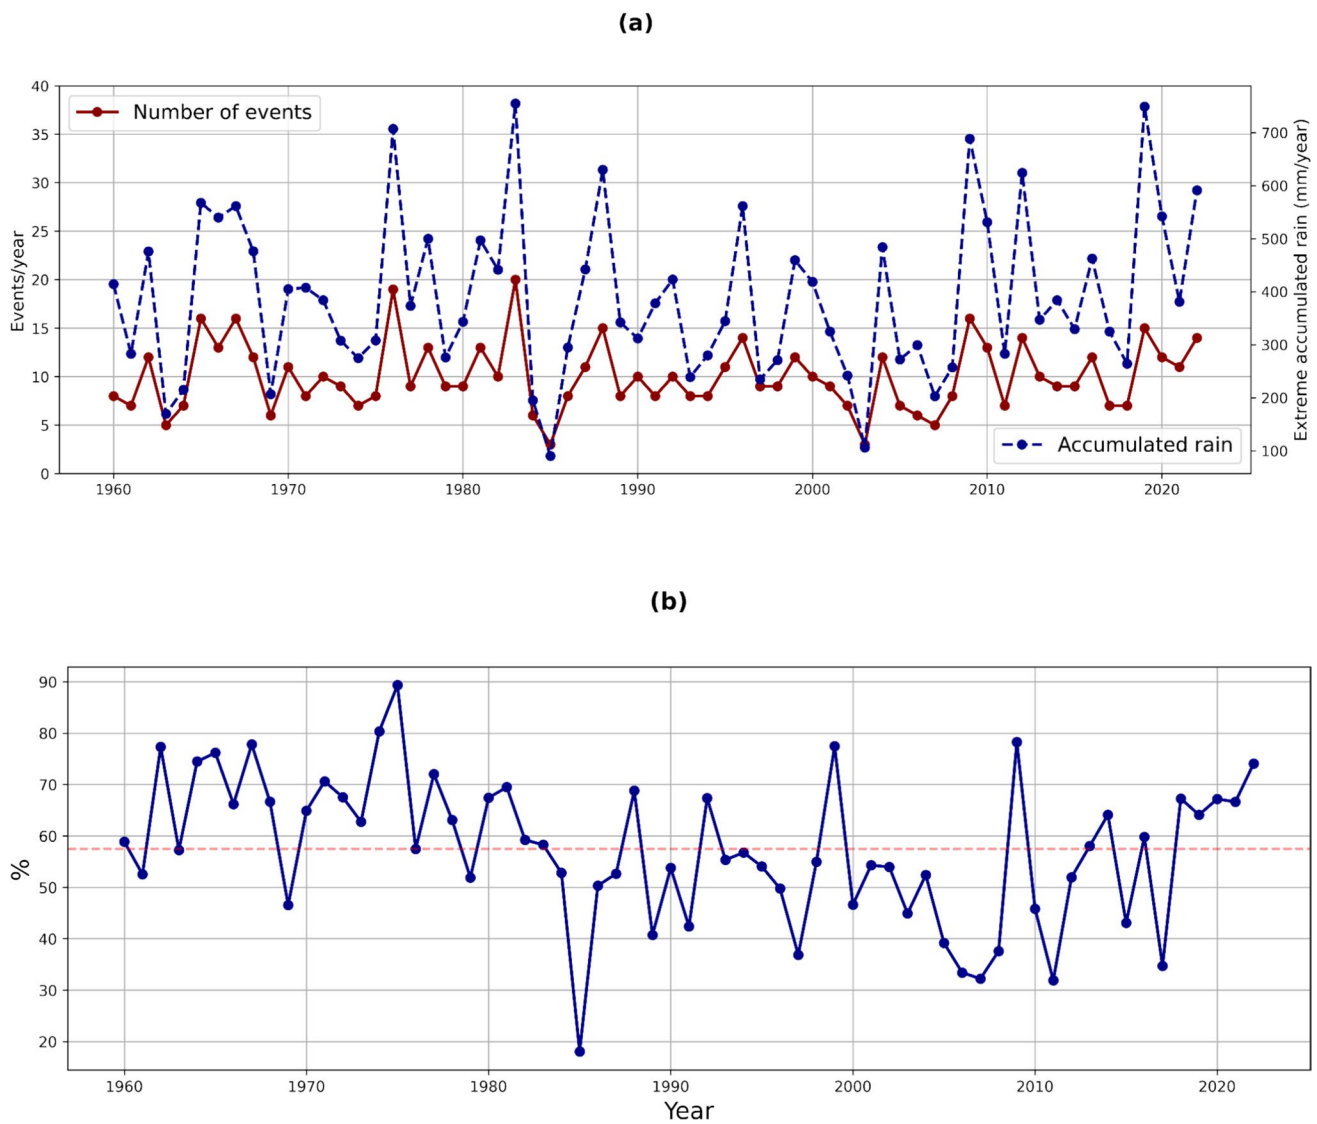 (a)
40
35
30
25
20
15
10
5
0
Events/year
Number of events
Accumulated rain
700
600
500
400
300
200
100
Extreme accumulated rain (mm/year)
1960 1970 1980 1990 2000 2010 2020
(b)
90
80
70
60
50
40
30
20
%
1960 1970 1980 1990 2000 2010 2020
Year